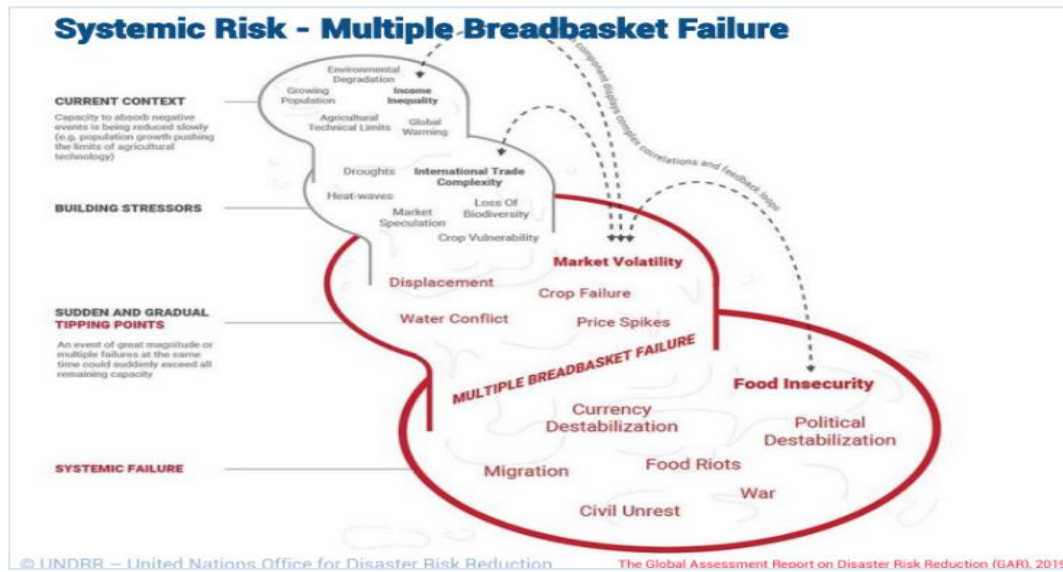 Systemic Risk - Multiple Breadbasket Failure
CURRENT CONTEXT
Capacity to absorb negative
events is being reduced slowly
(e.g. population growth pushing
the limits of agricultural
technology)
Environmental
Degradation
Growing
Population
Income
Inequality
Agricultural
Technical Limits
Global
Warming
component displays complex correlations and feedback loops
BUILDING STRESSORS
Droughts
International Trade
Complexity
Heat-waves
Loss Of
Biodiversity
Market
Speculation
Crop Vulnerability
SUDDEN AND GRADUAL
TIPPING POINTS
An event of great magnitude or
multiple failures at the same
time could suddenly exceed all
remaining capacity
Market Volatility
Displacement
Crop Failure
Water Conflict
Price Spikes
MULTIPLE BREADBASKET FAILURE
SYSTEMIC FAILURE
Food Insecurity
Currency
Destabilization
Political
Destabilization
Migration
Food Riots
War
Civil Unrest
© UNDRR – United Nations Office for Disaster Risk Reduction
The Global Assessment Report on Disaster Risk Reduction (GAR),